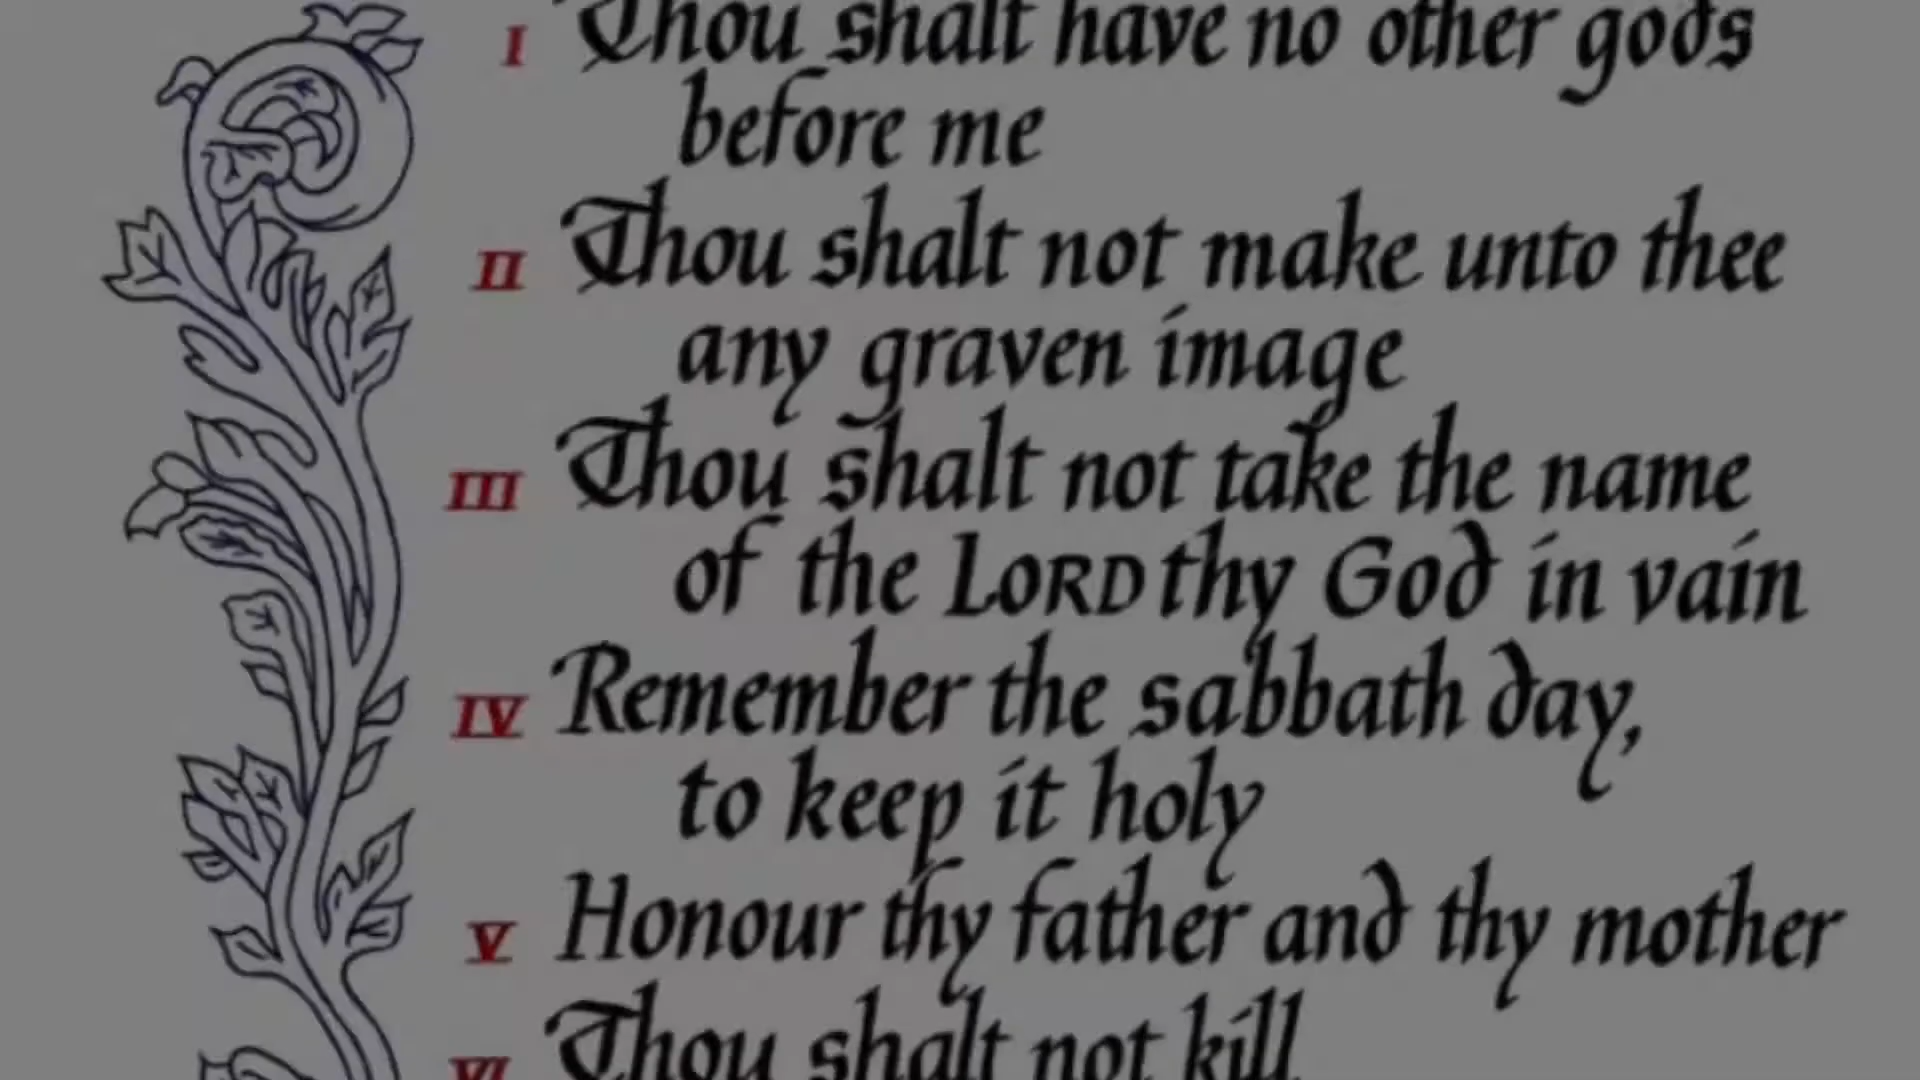 I Thou shalt have no other gods
before me
II Thou shalt not make unto thee
any graven image
III Thou shalt not take the name
of the LORD thy God in vain
IV Remember the sabbath day,
to keep it holy
V Honour thy father and thy mother
VI Thou shalt not kill